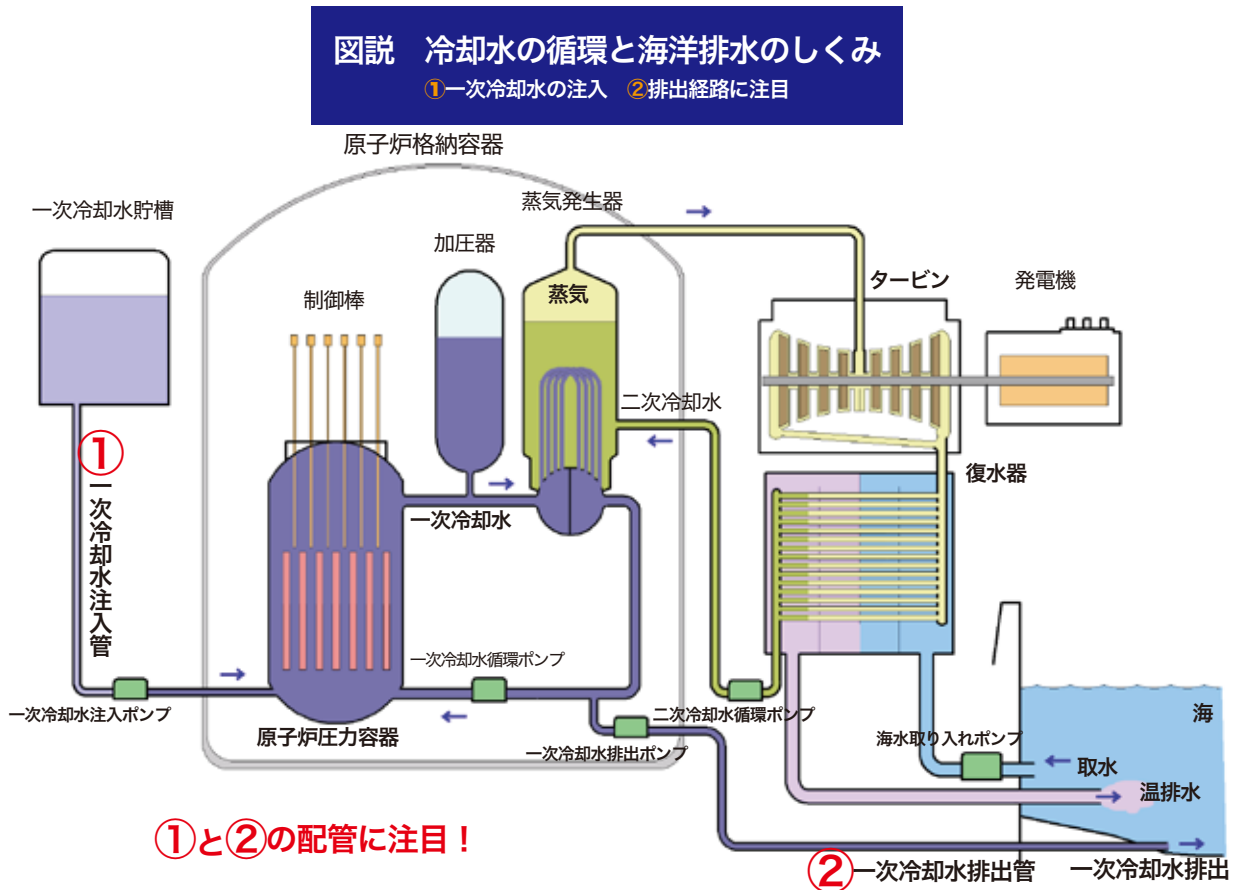 図説　冷却水の循環と海洋排水のしくみ
①一次冷却水の注入　②排出経路に注目
原子炉格納容器
一次冷却水貯槽
蒸気発生器
加圧器
制御棒
蒸気
タービン
発電機
二次冷却水
復水器
①
一次冷却水注入管
一次冷却水
一次冷却水循環ポンプ
一次冷却水注入ポンプ
原子炉圧力容器
二次冷却水循環ポンプ
一次冷却水排出ポンプ
海
海水取り入れポンプ
取水
温排水
①と②の配管に注目！
②一次冷却水排出管
一次冷却水排出